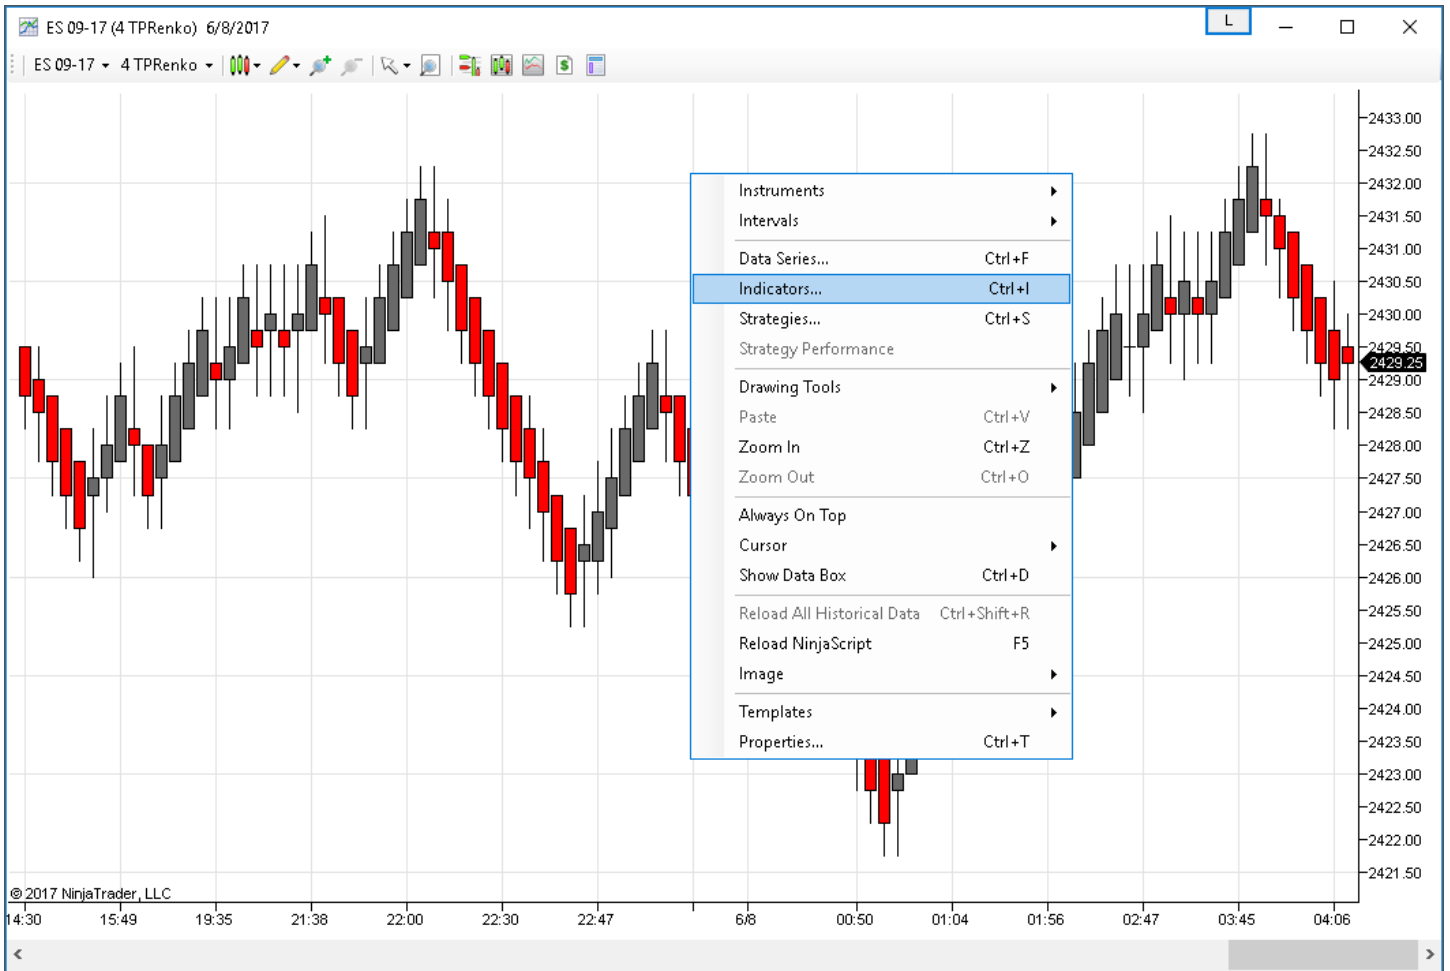 ES 09-17 (4 TPRenko)  6/8/2017
L
ES 09-17
4 TPRenko
$
Instruments
Intervals
Data Series... Ctrl+F
Indicators... Ctrl+I
Strategies... Ctrl+S
Strategy Performance
Drawing Tools
Paste Ctrl+V
Zoom In Ctrl+Z
Zoom Out Ctrl+O
Always On Top
Cursor
Show Data Box Ctrl+D
Reload All Historical Data Ctrl+Shift+R
Reload NinjaScript F5
Image
Templates
Properties... Ctrl+T
2433.00
2432.50
2432.00
2431.50
2431.00
2430.50
2430.00
2429.50
2429.25
2429.00
2428.50
2428.00
2427.50
2427.00
2426.50
2426.00
2425.50
2425.00
2424.50
2424.00
2423.50
2423.00
2422.50
2422.00
2421.50
© 2017 NinjaTrader, LLC
14:30 15:49 19:35 21:38 22:00 22:30 22:47 6/8 00:50 01:04 01:56 02:47 03:45 04:06